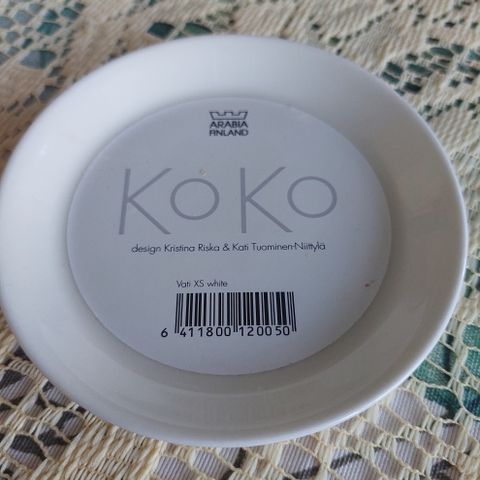 ARABIA
FINLAND
KoKo
design Kristina Riska & Kati Tuominen-Niittylä
Vati XS white
6 411800 120050